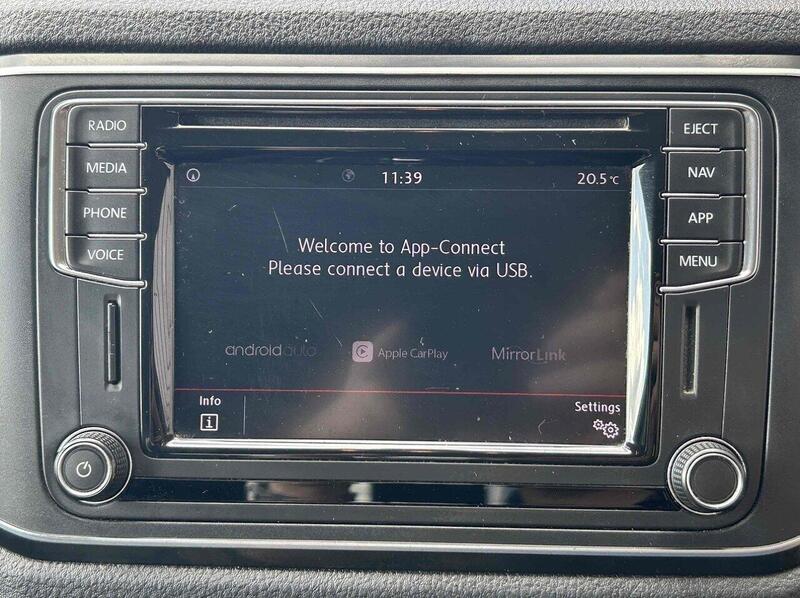 RADIO
MEDIA
PHONE
VOICE
EJECT
NAV
APP
MENU
11:39
20.5°C
Welcome to App-Connect
Please connect a device via USB.
androidauto
Apple CarPlay
MirrorLink
Info
i
Settings